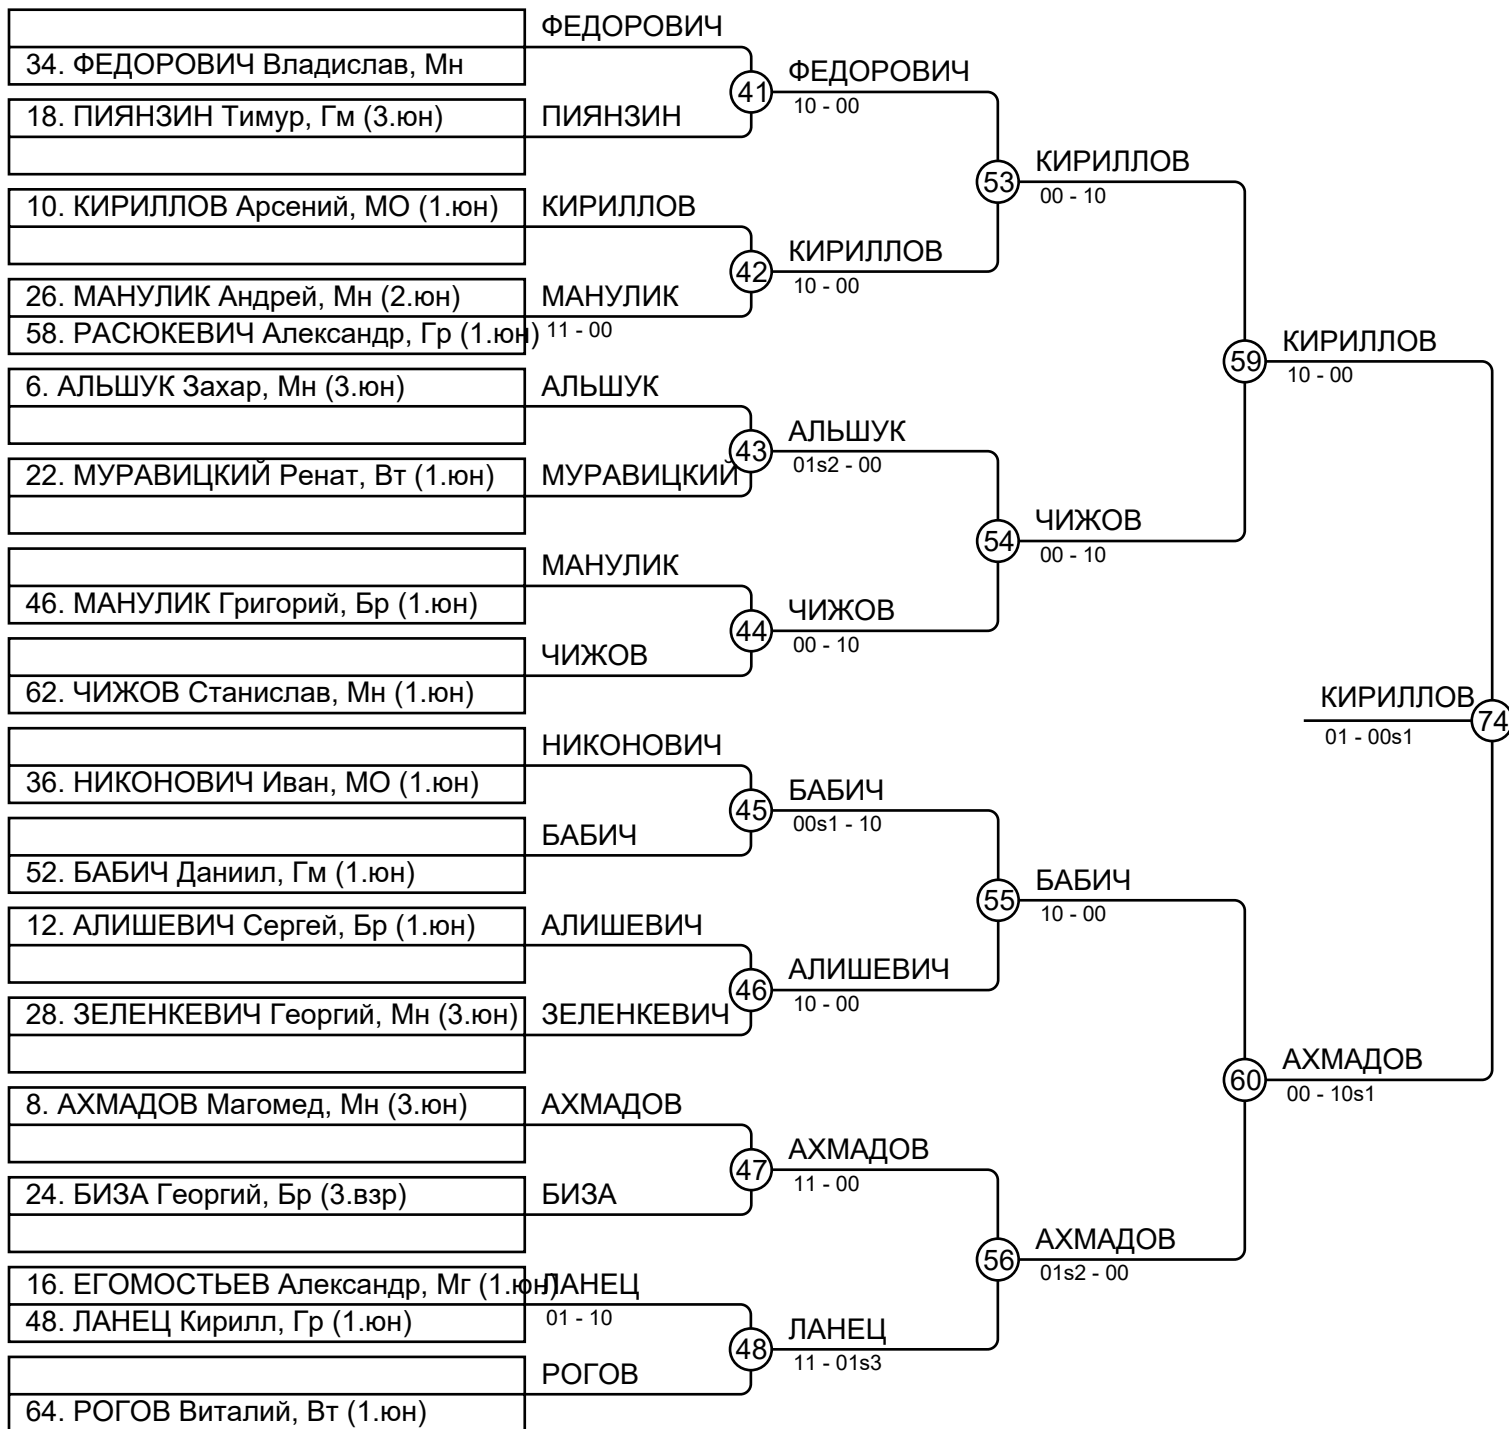 ФЕДОРОВИЧ
34. ФЕДОРОВИЧ Владислав, Мн
41
ФЕДОРОВИЧ
10 - 00
18. ПИЯНЗИН Тимур, Гм (3.юн)
ПИЯНЗИН
53
КИРИЛЛОВ
00 - 10
10. КИРИЛЛОВ Арсений, МО (1.юн)
КИРИЛЛОВ
42
КИРИЛЛОВ
10 - 00
26. МАНУЛИК Андрей, Мн (2.юн)
МАНУЛИК
58. РАСЮКЕВИЧ Александр, Гр (1.юн)
11 - 00
59
КИРИЛЛОВ
10 - 00
6. АЛЬШУК Захар, Мн (3.юн)
АЛЬШУК
43
АЛЬШУК
01s2 - 00
22. МУРАВИЦКИЙ Ренат, Вт (1.юн)
МУРАВИЦКИЙ
54
ЧИЖОВ
00 - 10
МАНУЛИК
46. МАНУЛИК Григорий, Бр (1.юн)
44
ЧИЖОВ
00 - 10
ЧИЖОВ
62. ЧИЖОВ Станислав, Мн (1.юн)
КИРИЛЛОВ
74
01 - 00s1
НИКОНОВИЧ
36. НИКОНОВИЧ Иван, МО (1.юн)
45
БАБИЧ
00s1 - 10
БАБИЧ
52. БАБИЧ Даниил, Гм (1.юн)
55
БАБИЧ
10 - 00
12. АЛИШЕВИЧ Сергей, Бр (1.юн)
АЛИШЕВИЧ
46
АЛИШЕВИЧ
10 - 00
28. ЗЕЛЕНКЕВИЧ Георгий, Мн (3.юн)
ЗЕЛЕНКЕВИЧ
60
АХМАДОВ
00 - 10s1
8. АХМАДОВ Магомед, Мн (3.юн)
АХМАДОВ
47
АХМАДОВ
11 - 00
24. БИЗА Георгий, Бр (3.взр)
БИЗА
56
АХМАДОВ
01s2 - 00
16. ЕГОМОСТЬЕВ Александр, Мг (1.юн)
ЛАНЕЦ
48. ЛАНЕЦ Кирилл, Гр (1.юн)
01 - 10
48
ЛАНЕЦ
11 - 01s3
РОГОВ
64. РОГОВ Виталий, Вт (1.юн)